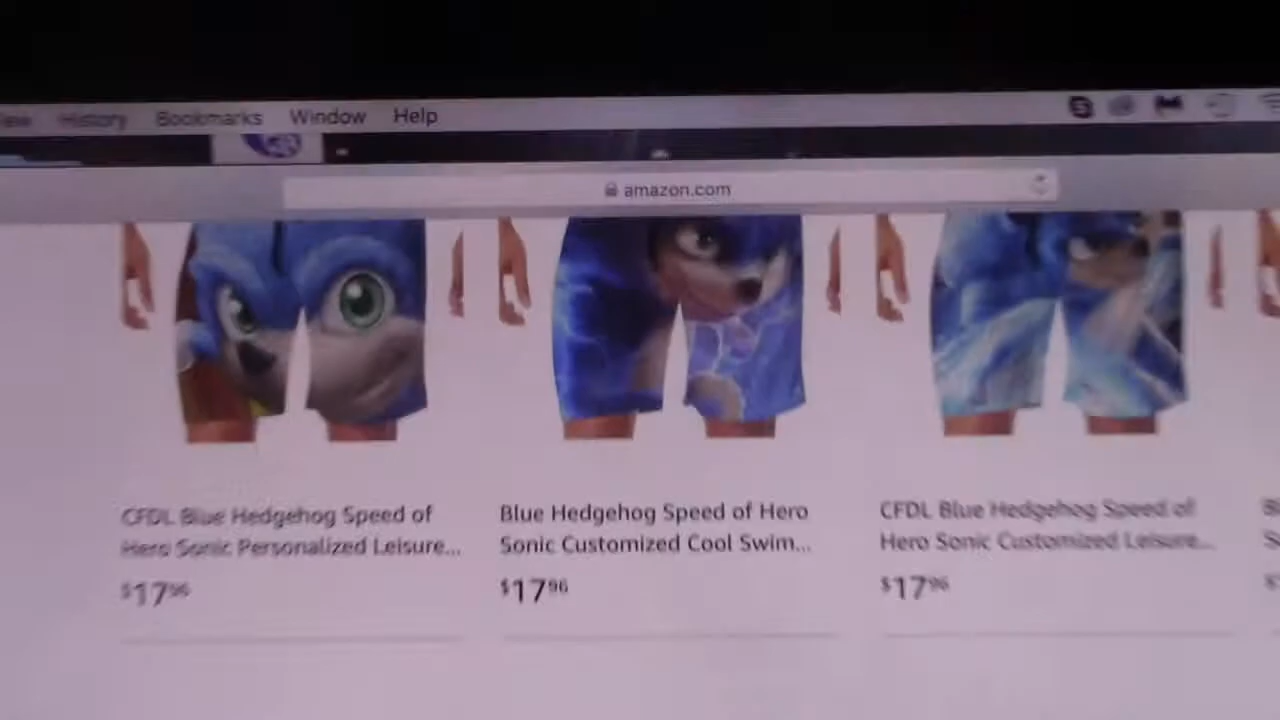 View History Bookmarks Window Help
amazon.com
CFDL Blue Hedgehog Speed of
Hero Sonic Personalized Leisure...
$17.96
Blue Hedgehog Speed of Hero
Sonic Customized Cool Swim...
$17.96
CFDL Blue Hedgehog Speed of
Hero Sonic Customized Leisure...
$17.96